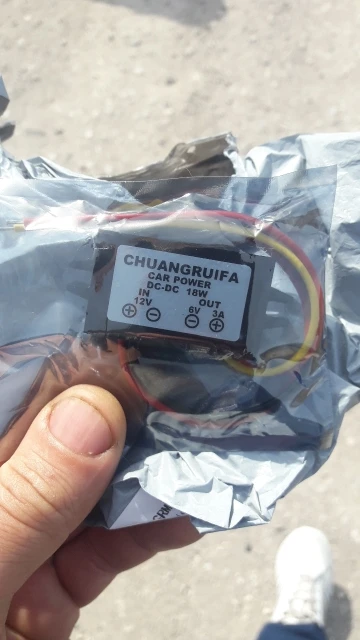 CHUANGRUIFA
CAR POWER
DC-DC 18W
IN OUT
12V 6V 3A
+ - - +